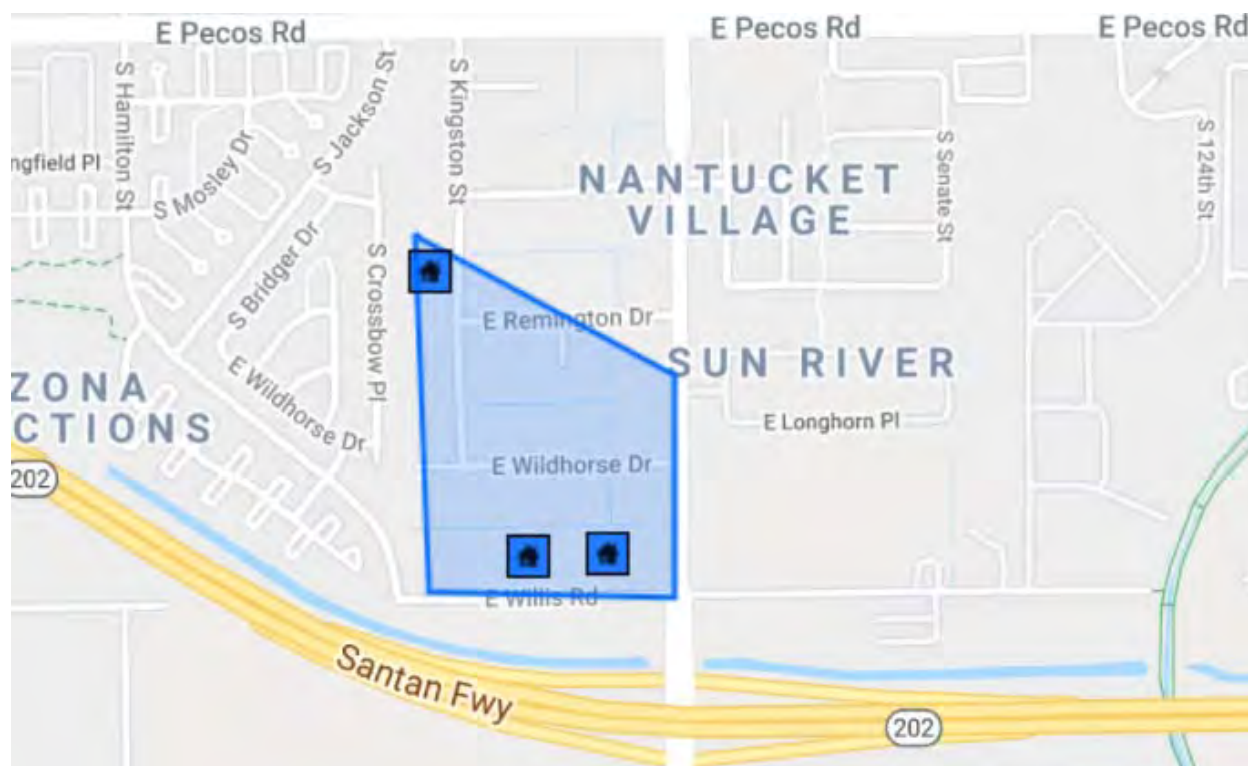 E Pecos Rd
E Pecos Rd
E Pecos Rd
S Hamilton St
S Jackson St
S Kingston St
S Mosley Dr
ngfield Pl
S Senate St
S 124th St
NANTUCKET
VILLAGE
S Bridger Dr
S Crossbow Pl
E Remington Dr
SUN RIVER
ZONA
CTIONS
E Wildhorse Dr
E Longhorn Pl
E Wildhorse Dr
202
E Willis Rd
Santan Fwy
202